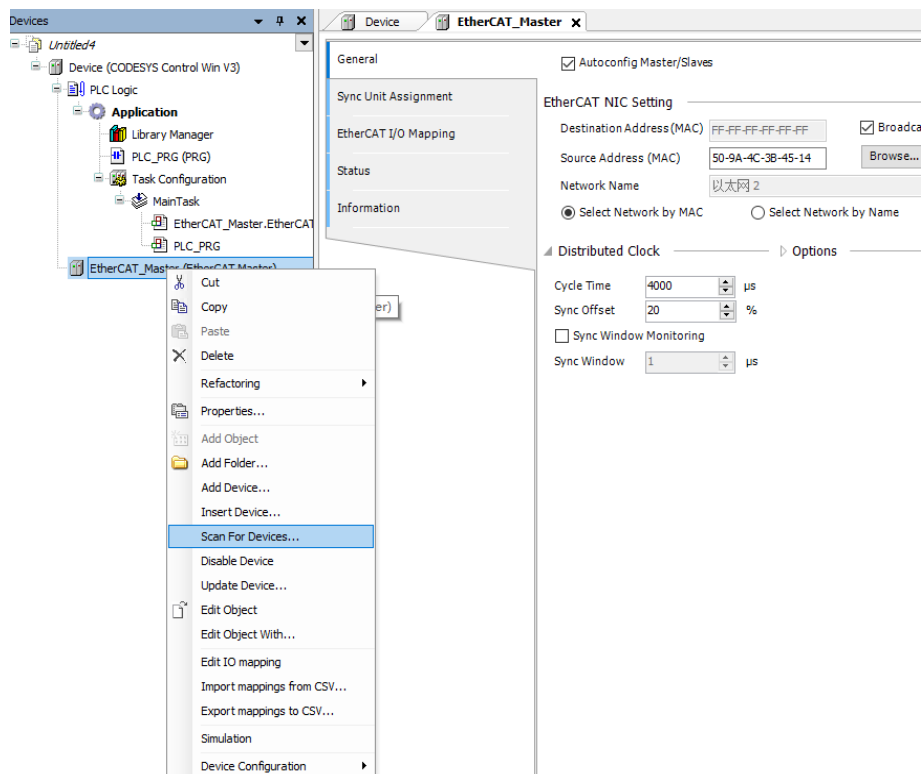 Devices
Untitled4
Device (CODESYS Control Win V3)
PLC Logic
Application
Library Manager
PLC_PRG (PRG)
Task Configuration
MainTask
EtherCAT_Master.EtherCAT
PLC_PRG
EtherCAT_Master (EtherCAT Master)
Cut
Copy
Paste
Delete
Refactoring
Properties...
Add Object
Add Folder...
Add Device...
Insert Device...
Scan For Devices...
Disable Device
Update Device...
Edit Object
Edit Object With...
Edit IO mapping
Import mappings from CSV...
Export mappings to CSV...
Simulation
Device Configuration
er)
Device
EtherCAT_Master
General
Sync Unit Assignment
EtherCAT I/O Mapping
Status
Information
Autoconfig Master/Slaves
EtherCAT NIC Setting
Destination Address (MAC) FF-FF-FF-FF-FF-FF Broadca
Source Address (MAC) 50-9A-4C-3B-45-14 Browse...
Network Name 以太网 2
Select Network by MAC Select Network by Name
Distributed Clock Options
Cycle Time 4000 µs
Sync Offset 20 %
Sync Window Monitoring
Sync Window 1 µs